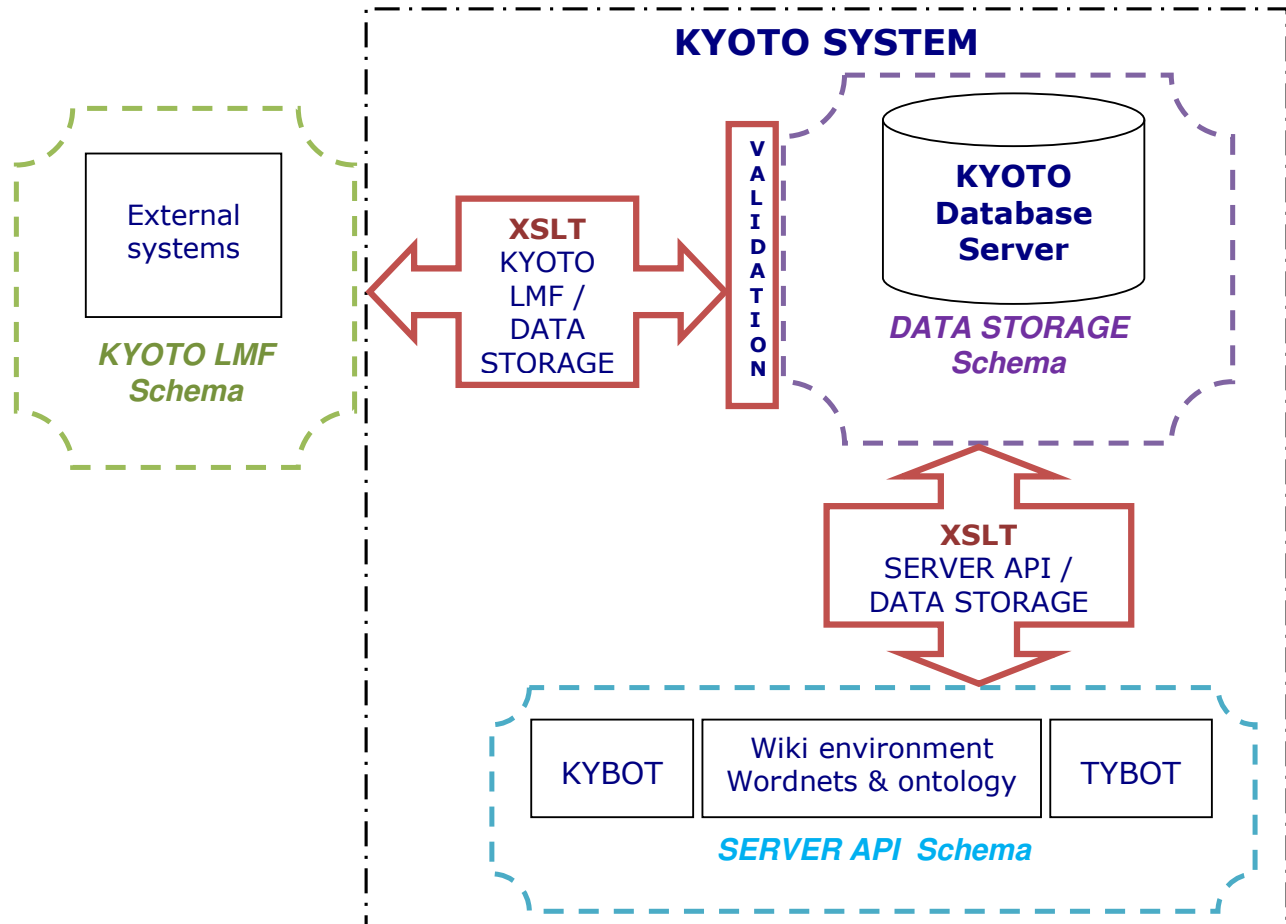 KYOTO SYSTEM
External
systems
KYOTO LMF
Schema
XSLT
KYOTO
LMF /
DATA
STORAGE
VALIDATION
KYOTO
Database
Server
DATA STORAGE
Schema
XSLT
SERVER API /
DATA STORAGE
KYBOT
Wiki environment
Wordnets & ontology
TYBOT
SERVER API Schema